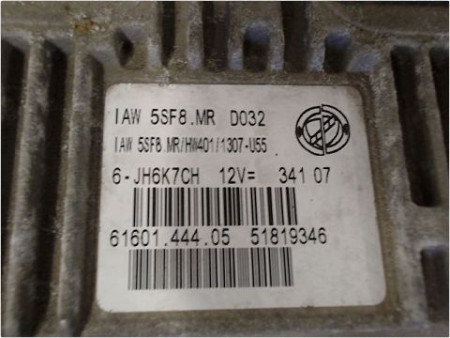 IAW 5SF8.MR D032
IAW 5SF8.MR/HW401/1307-U55
6-JH6K7CH 12V= 341 07
61601.444.05 51819346